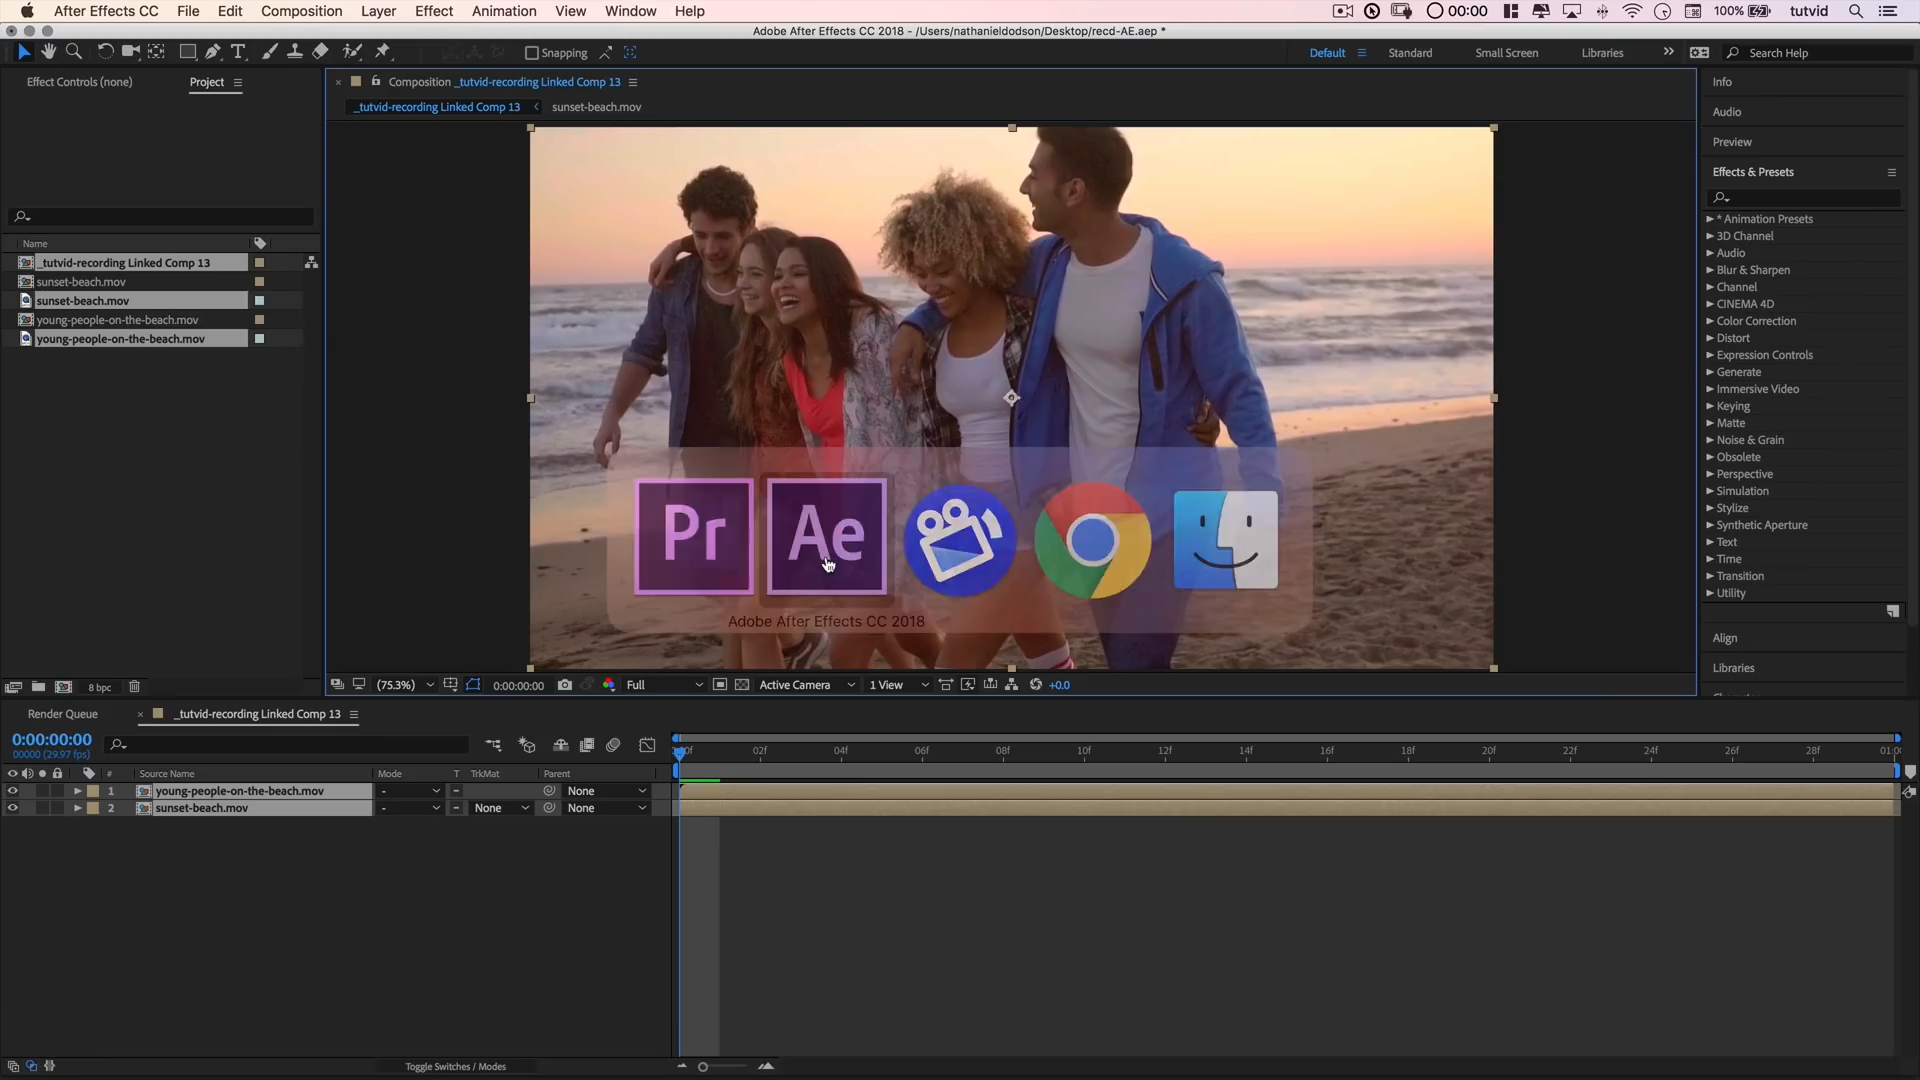 After Effects CC File Edit Composition Layer Effect Animation View Window Help 00:00 100% tutvid
Adobe After Effects CC 2018 - /Users/nathanieldodson/Desktop/recd-AE.aep *
Snapping Default Standard Small Screen Libraries Search Help
Effect Controls (none) Project
Composition _tutvid-recording Linked Comp 13
_tutvid-recording Linked Comp 13 sunset-beach.mov
Name
_tutvid-recording Linked Comp 13
sunset-beach.mov
sunset-beach.mov
young-people-on-the-beach.mov
young-people-on-the-beach.mov
8 bpc
Info
Audio
Preview
Effects & Presets
* Animation Presets
3D Channel
Audio
Blur & Sharpen
Channel
CINEMA 4D
Color Correction
Distort
Expression Controls
Generate
Immersive Video
Keying
Matte
Noise & Grain
Obsolete
Perspective
Simulation
Stylize
Synthetic Aperture
Text
Time
Transition
Utility
Align
Libraries
Pr Ae
Adobe After Effects CC 2018
(75.3%) 0:00:00:00 Full Active Camera 1 View +0.0
Render Queue _tutvid-recording Linked Comp 13
0:00:00:00
00000 (29.97 fps)
02f 04f 06f 08f 10f 12f 14f 16f 18f 20f 22f 24f 26f 28f
# Source Name Mode T TrkMat Parent
1 young-people-on-the-beach.mov - None
2 sunset-beach.mov - None None
Toggle Switches / Modes